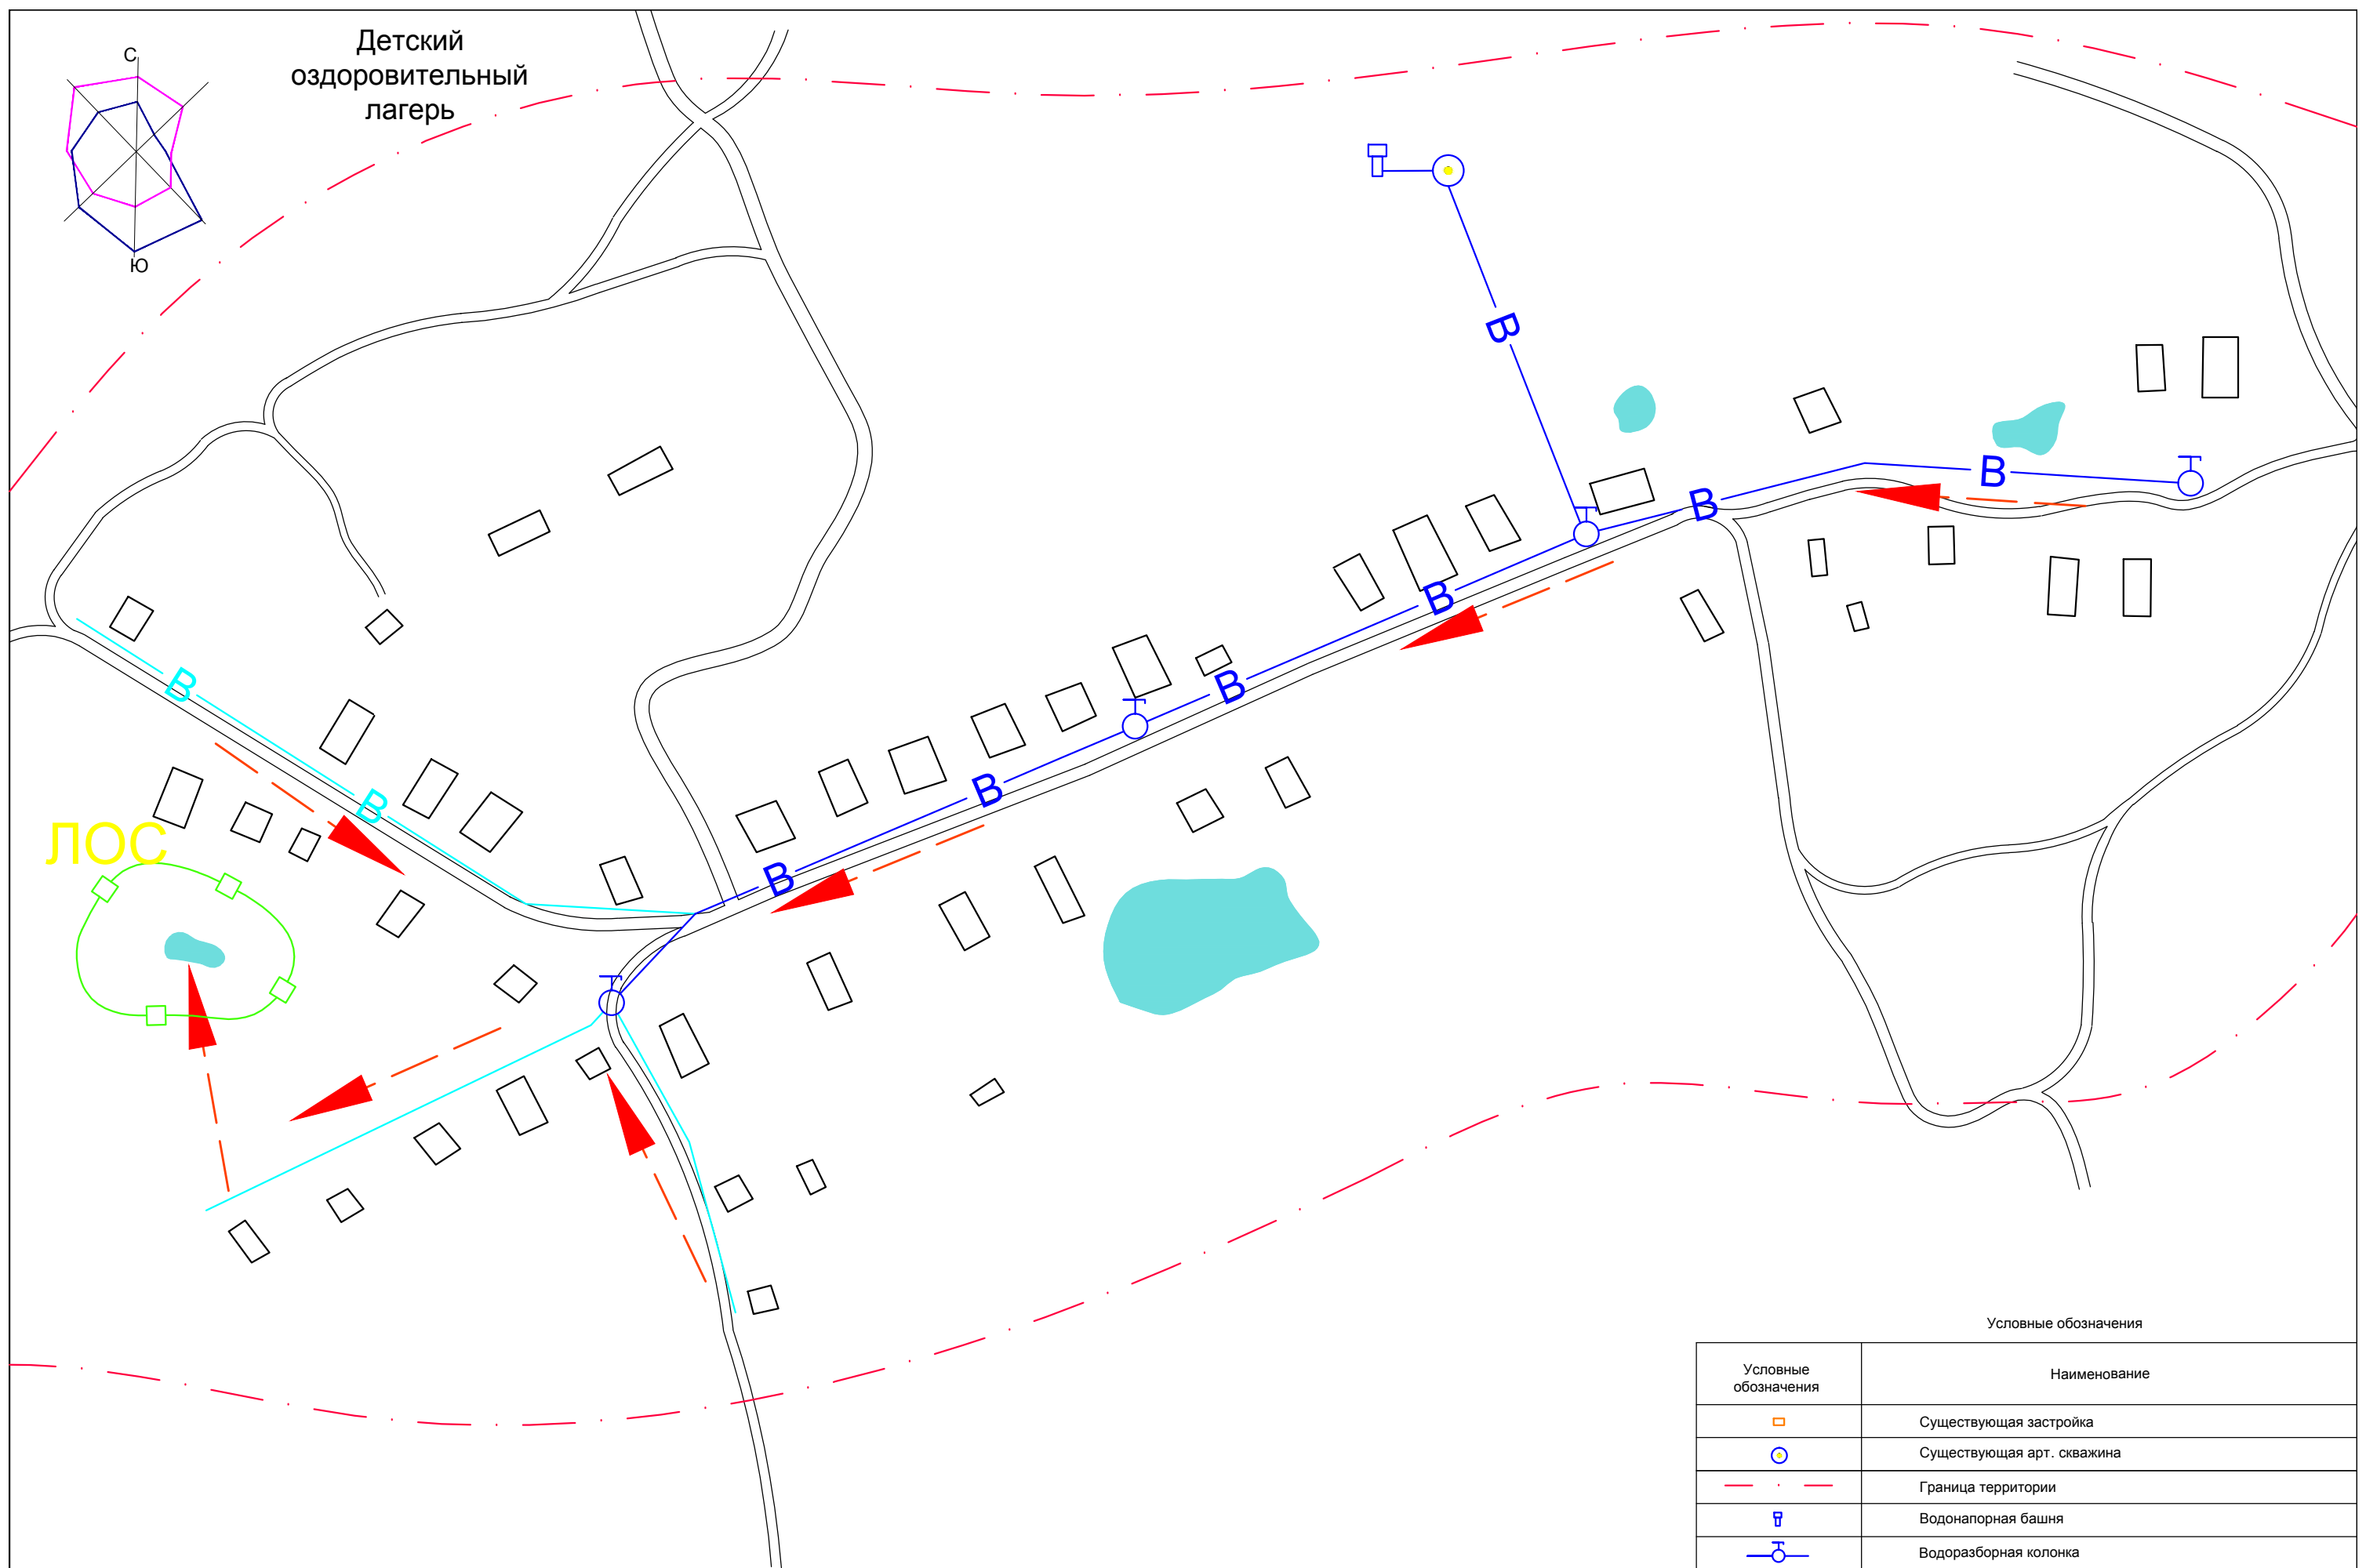 С
Детский
оздоровительный
лагерь
Ю
В
В
В
В
В
В
В
В
В
ЛОС
Условные обозначения
Условные
обозначения
Наименование
Существующая застройка
Существующая арт. скважина
Граница территории
Водонапорная башня
Водоразборная колонка